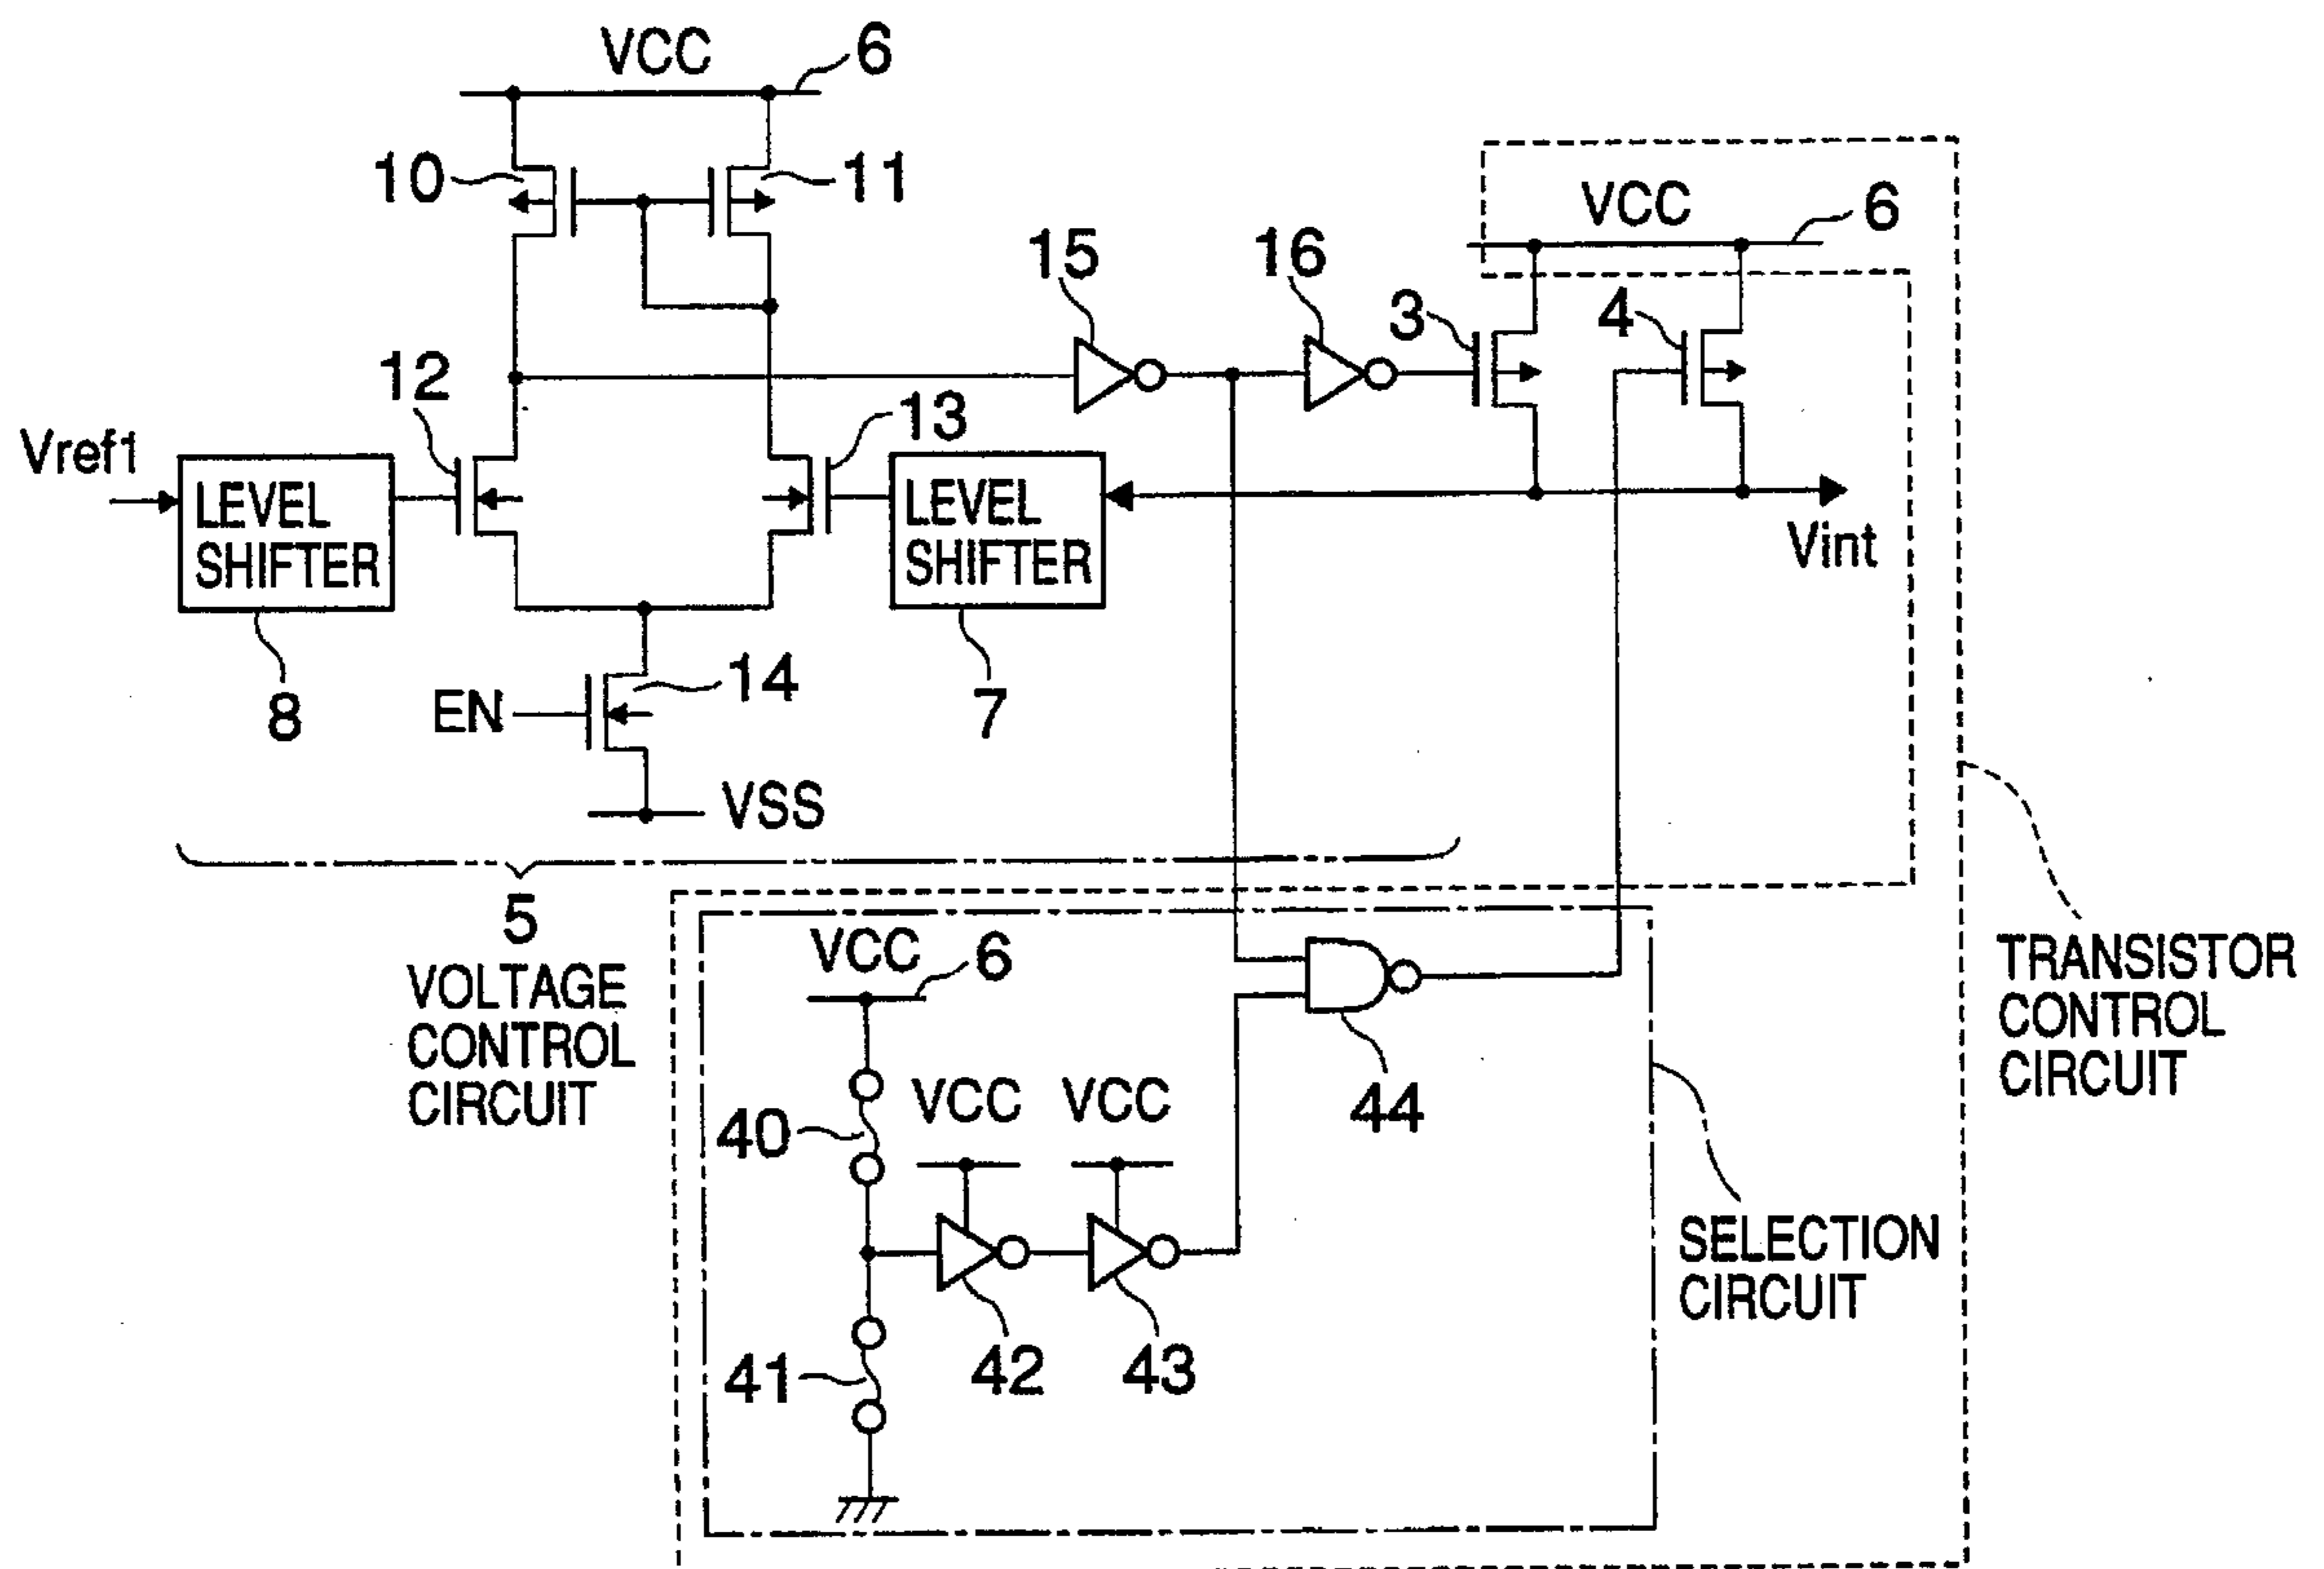 VCC
6
10
11
VCC
6
15
16
3
4
12
13
Vref1
LEVEL
SHIFTER
LEVEL
SHIFTER
Vint
8
EN
14
7
VSS
5
VOLTAGE
CONTROL
CIRCUIT
VCC
6
TRANSISTOR
CONTROL
CIRCUIT
40
VCC
VCC
44
SELECTION
CIRCUIT
41
42
43